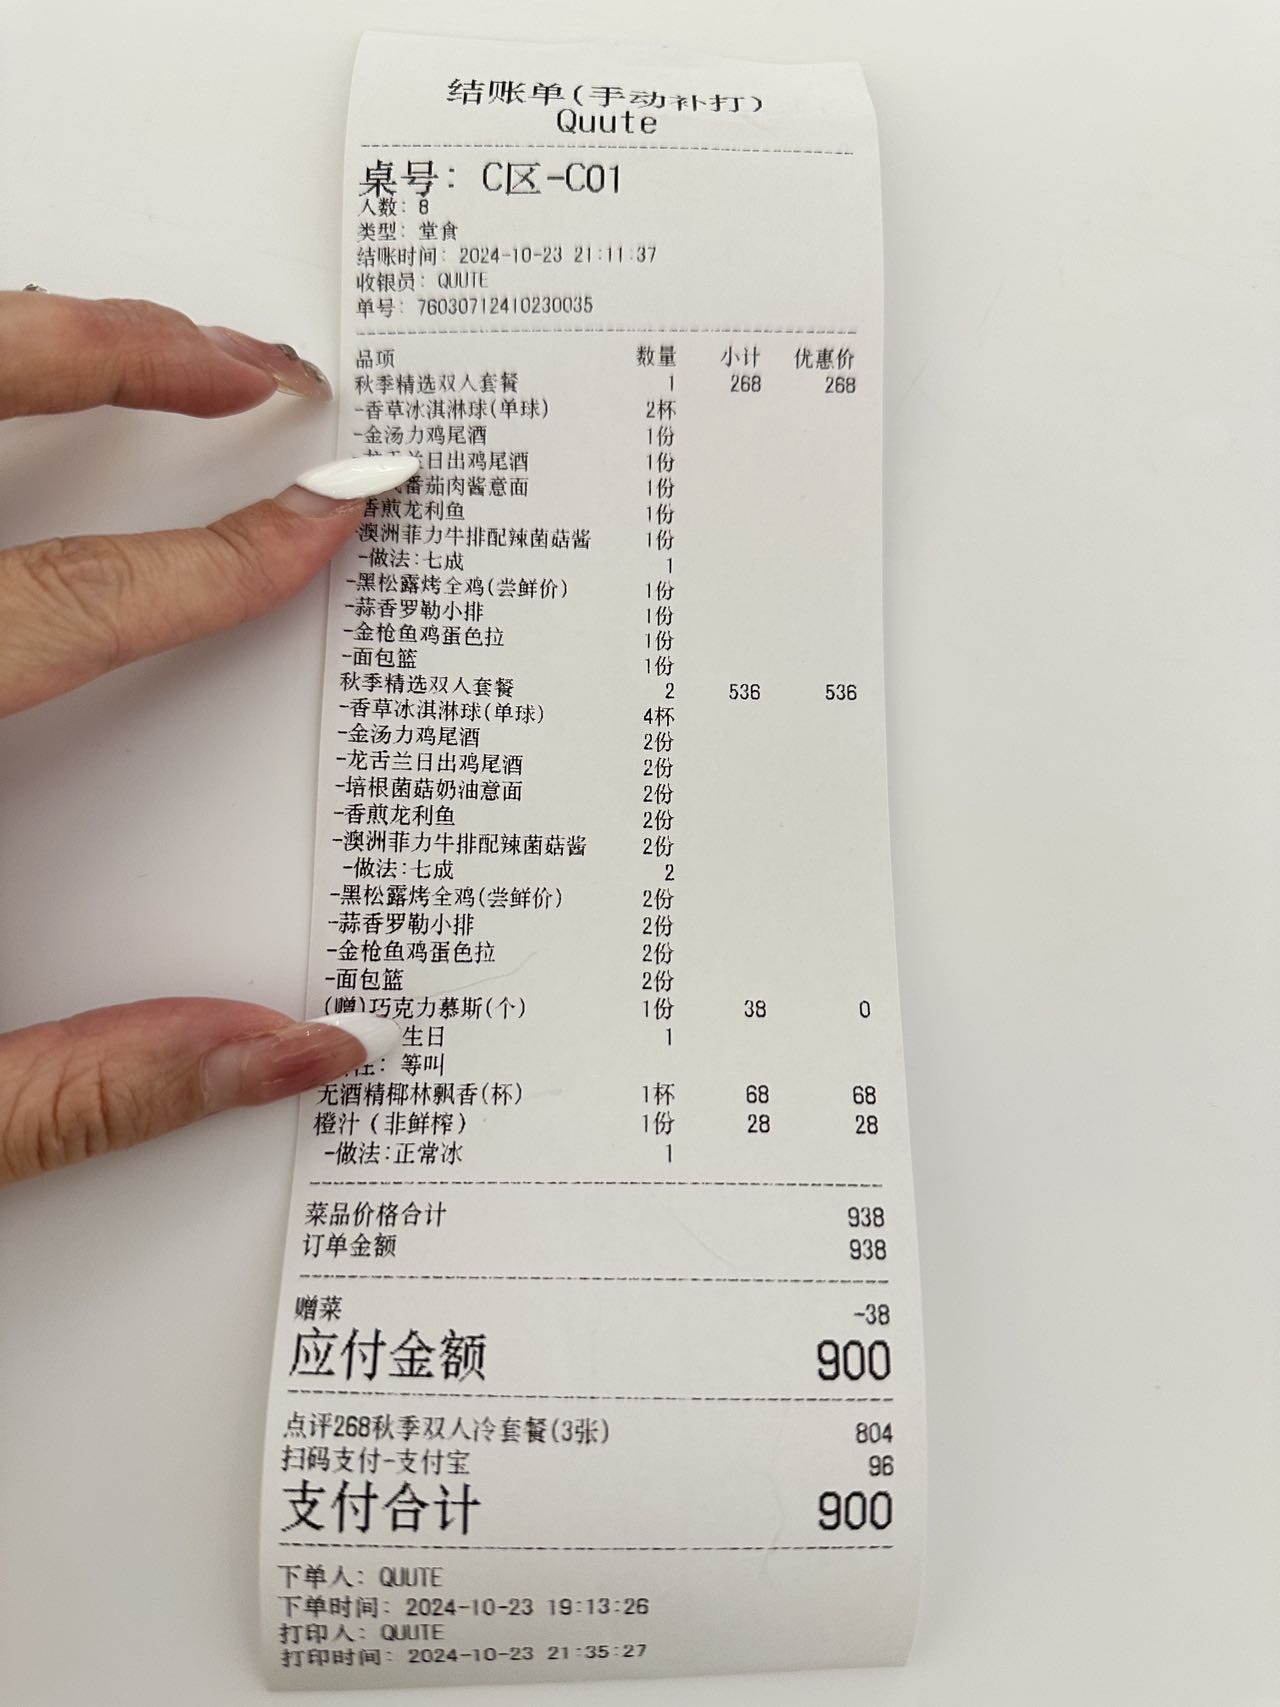 结账单(手动补打)
Quute
桌号: C区-C01
人数: 8
类型: 堂食
结账时间: 2024-10-23 21:11:37
收银员: QUUTE
单号: 76030712410230035
品项 数量 小计 优惠价
秋季精选双人套餐 1 268 268
-香草冰淇淋球(单球) 2杯
-金汤力鸡尾酒 1份
兰日出鸡尾酒 1份
番茄肉酱意面 1份
香煎龙利鱼 1份
-澳洲菲力牛排配辣菌菇酱 1份
-做法:七成 1
-黑松露烤全鸡(尝鲜价) 1份
-蒜香罗勒小排 1份
-金枪鱼鸡蛋色拉 1份
-面包篮 1份
秋季精选双人套餐 2 536 536
-香草冰淇淋球(单球) 4杯
-金汤力鸡尾酒 2份
-龙舌兰日出鸡尾酒 2份
-培根菌菇奶油意面 2份
-香煎龙利鱼 2份
-澳洲菲力牛排配辣菌菇酱 2份
-做法:七成 2
-黑松露烤全鸡(尝鲜价) 2份
-蒜香罗勒小排 2份
-金枪鱼鸡蛋色拉 2份
-面包篮 2份
(赠)巧克力慕斯(个) 1份 38 0
生日 1
: 等叫
无酒精椰林飘香(杯) 1杯 68 68
橙汁(非鲜榨) 1份 28 28
-做法:正常冰 1
菜品价格合计 938
订单金额 938
赠菜 -38
应付金额 900
点评268秋季双人冷套餐(3张) 804
扫码支付-支付宝 96
支付合计 900
下单人: QUUTE
下单时间: 2024-10-23 19:13:26
打印人: QUUTE
打印时间: 2024-10-23 21:35:27